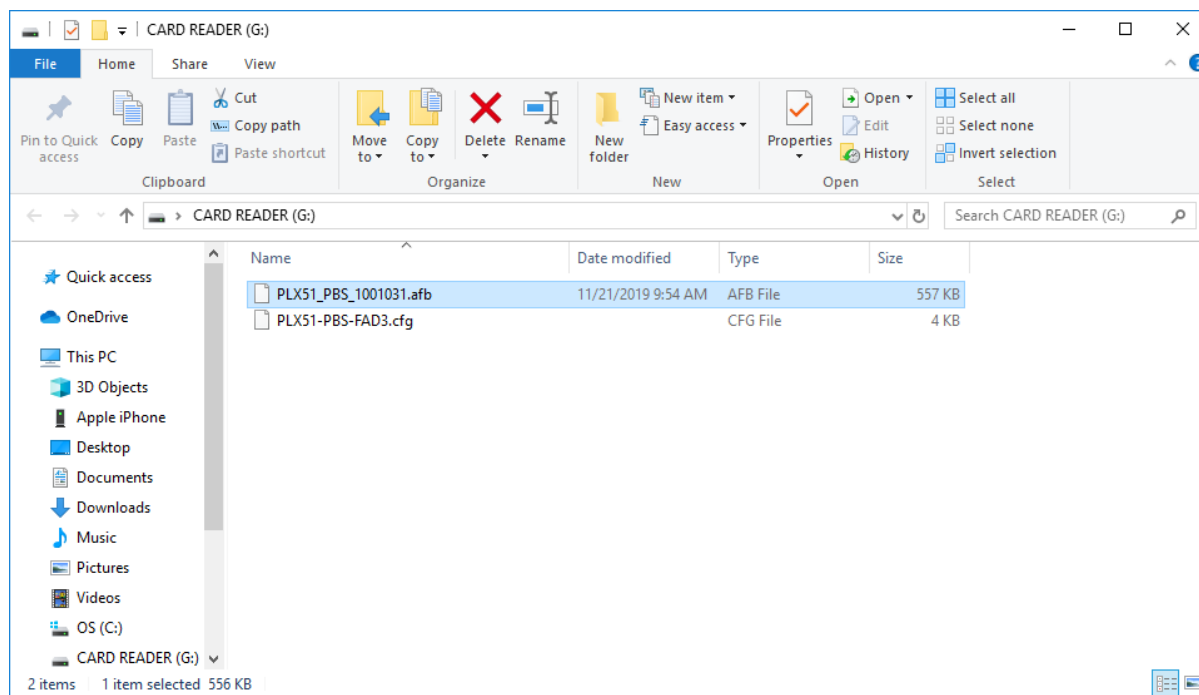 CARD READER (G:)
File Home Share View
Pin to Quick access
Copy
Paste
Cut
Copy path
Paste shortcut
Move to
Copy to
Delete
Rename
New folder
New item
Easy access
Properties
Open
Edit
History
Select all
Select none
Invert selection
Clipboard Organize New Open Select
CARD READER (G:)
Search CARD READER (G:)
Name Date modified Type Size
PLX51_PBS_1001031.afb 11/21/2019 9:54 AM AFB File 557 KB
PLX51-PBS-FAD3.cfg CFG File 4 KB
Quick access
OneDrive
This PC
3D Objects
Apple iPhone
Desktop
Documents
Downloads
Music
Pictures
Videos
OS (C:)
CARD READER (G:)
2 items 1 item selected 556 KB